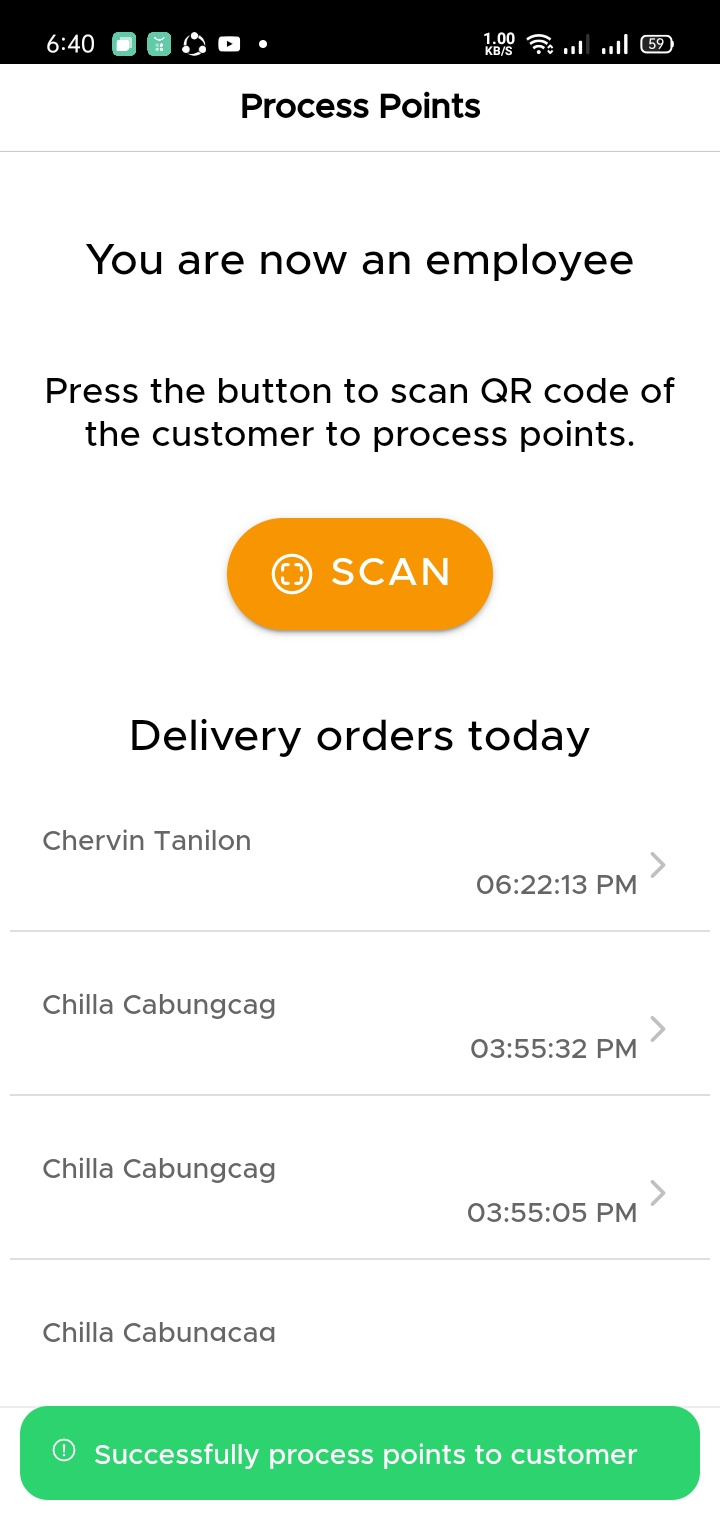 6:40
1.00
KB/S
59
Process Points
You are now an employee
Press the button to scan QR code of
the customer to process points.
SCAN
Delivery orders today
Chervin Tanilon
06:22:13 PM
Chilla Cabungcag
03:55:32 PM
Chilla Cabungcag
03:55:05 PM
Chilla Cabungcag
Successfully process points to customer